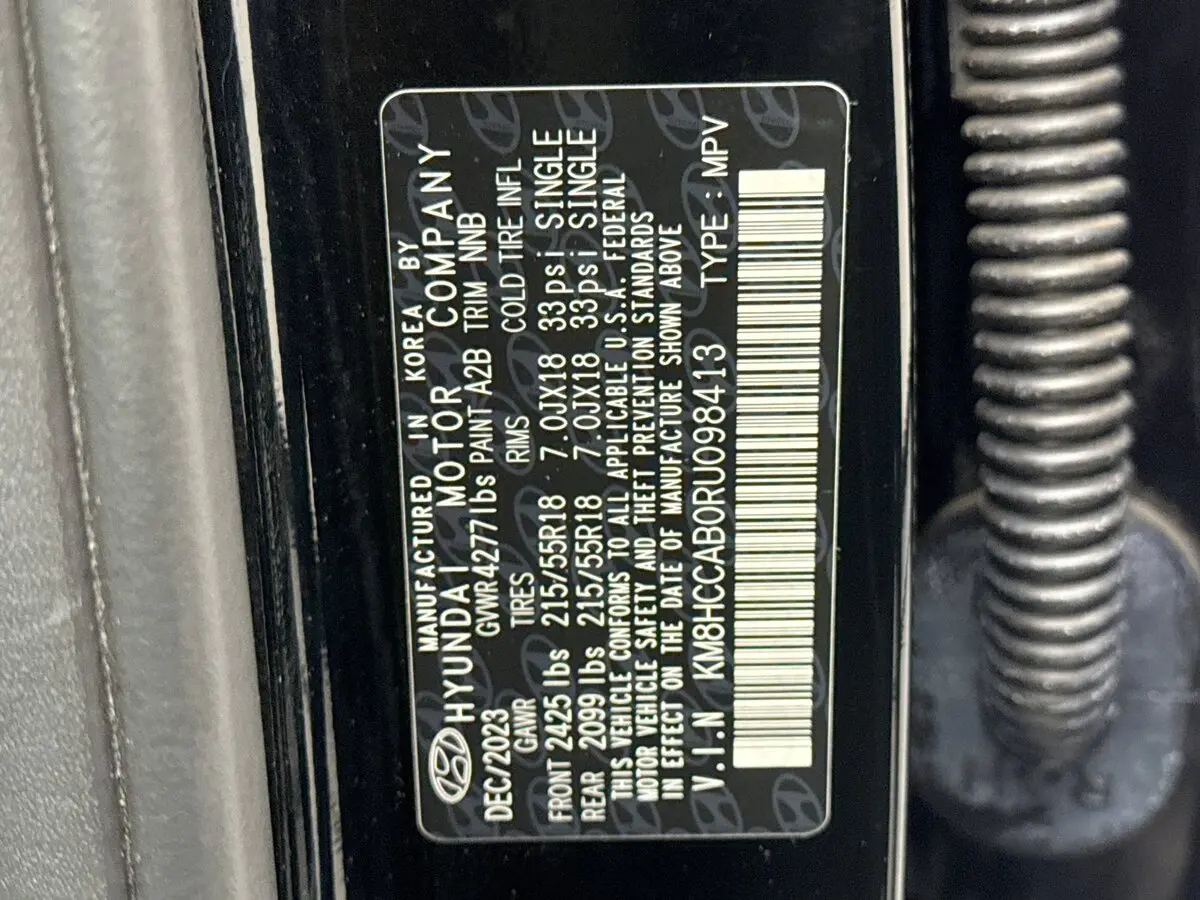 MANUFACTURED IN KOREA BY
HYUNDAI MOTOR COMPANY
DEC/2023 GVWR4277lbs PAINT A2B TRIM NNB
GAWR TIRES RMS COLD TIRE INFL
FRONT 2425 lbs 215/55R18 7.0JX18 33psi SINGLE
REAR 2099 lbs 215/55R18 7.0JX18 33psi SINGLE
THIS VEHICLE CONFORMS TO ALL APPLICABLE U.S.A. FEDERAL
MOTOR VEHICLE SAFETY AND THEFT PREVENTION STANDARDS
IN EFFECT ON THE DATE OF MANUFACTURE SHOWN ABOVE
V.I.N KM8HCCAB0RU098413 TYPE : MPV